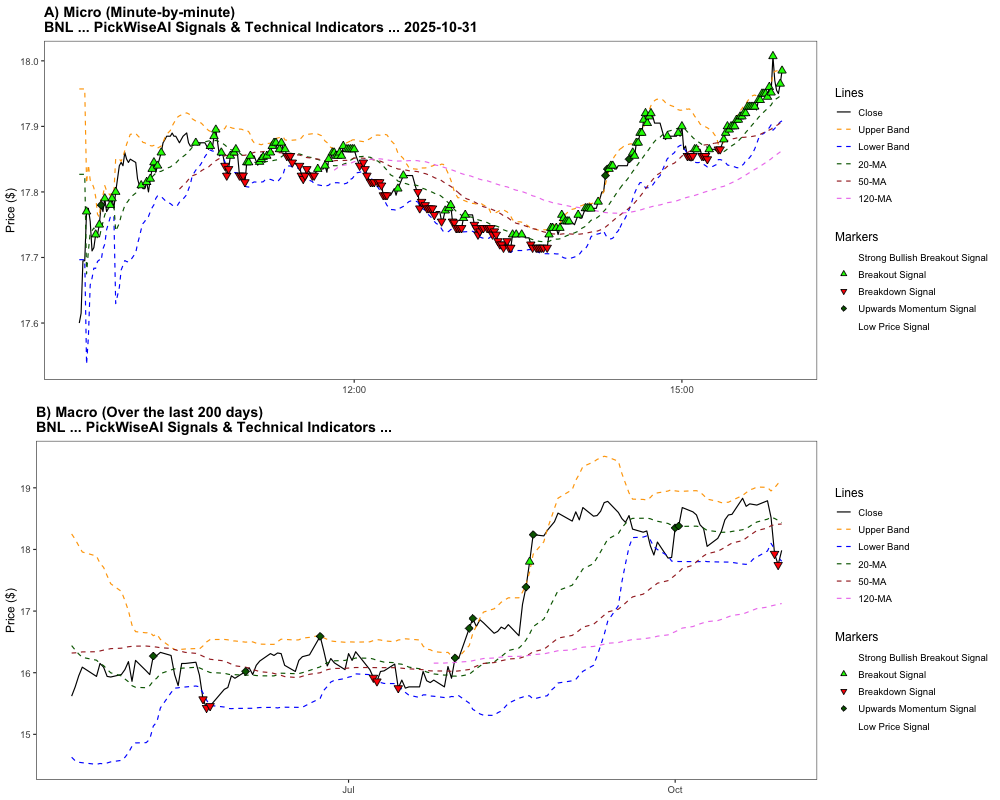 A) Micro (Minute-by-minute)
BNL ... PickWiseAI Signals & Technical Indicators ... 2025-10-31
Price ($)
18.0
17.9
17.8
17.7
17.6
12:00
15:00
Lines
Close
Upper Band
Lower Band
20-MA
50-MA
120-MA
Markers
Strong Bullish Breakout Signal
Breakout Signal
Breakdown Signal
Upwards Momentum Signal
Low Price Signal
B) Macro (Over the last 200 days)
BNL ... PickWiseAI Signals & Technical Indicators ...
Price ($)
19
18
17
16
15
Jul
Oct
Lines
Close
Upper Band
Lower Band
20-MA
50-MA
120-MA
Markers
Strong Bullish Breakout Signal
Breakout Signal
Breakdown Signal
Upwards Momentum Signal
Low Price Signal